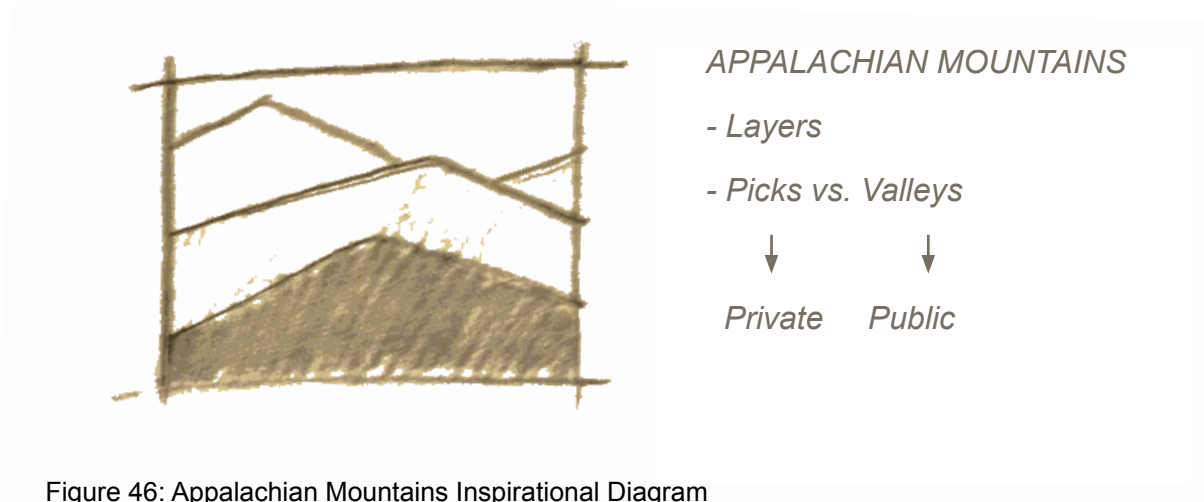 APPALACHIAN MOUNTAINS
- Layers
- Picks vs. Valleys
Private Public
Figure 46: Appalachian Mountains Inspirational Diagram